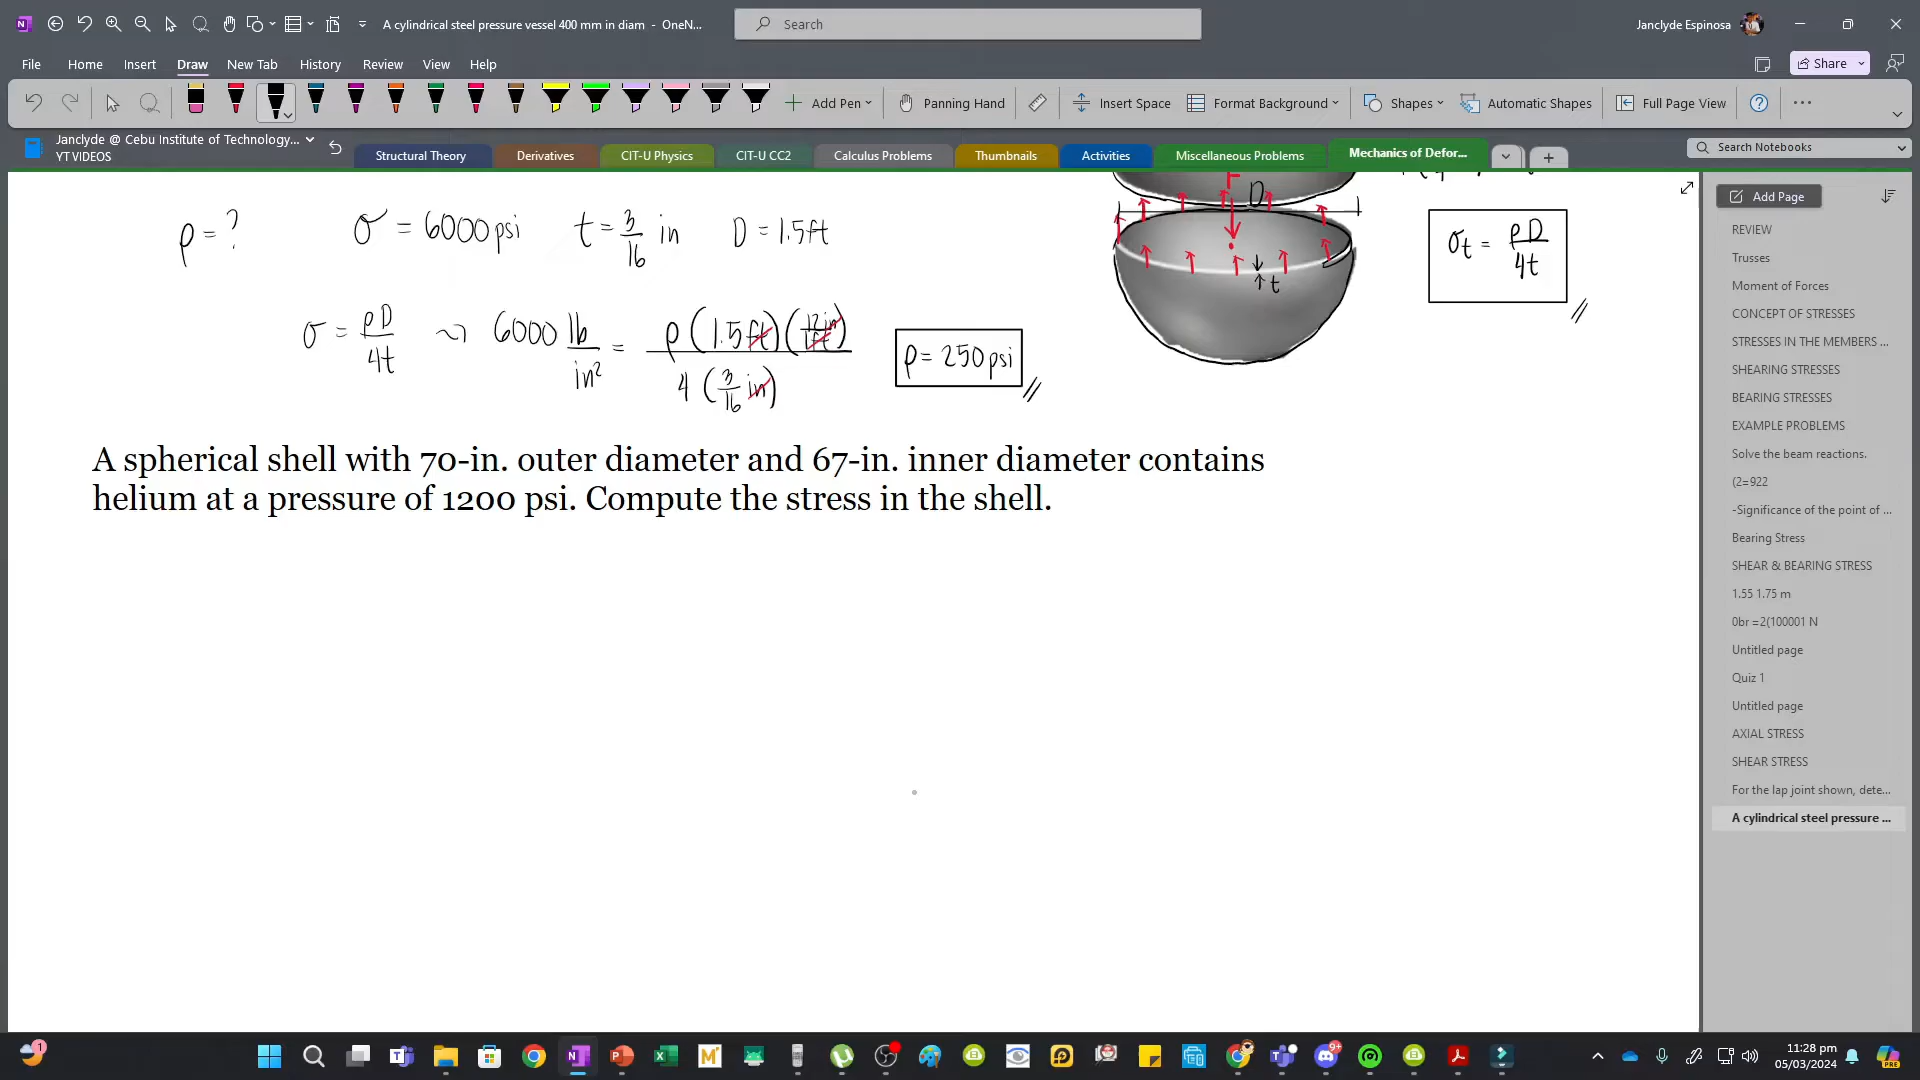 A cylindrical steel pressure vessel 400 mm in diam - OneN...
Search
Janclyde Espinosa
File Home Insert Draw New Tab History Review View Help
Share
Add Pen
Panning Hand
Insert Space
Format Background
Shapes
Automatic Shapes
Full Page View
Janclyde @ Cebu Institute of Technology...
YT VIDEOS
Structural Theory
Derivatives
CIT-U Physics
CIT-U CC2
Calculus Problems
Thumbnails
Activities
Miscellaneous Problems
Mechanics of Defor...
Search Notebooks
Add Page
REVIEW
Trusses
Moment of Forces
CONCEPT OF STRESSES
STRESSES IN THE MEMBERS ...
SHEARING STRESSES
BEARING STRESSES
EXAMPLE PROBLEMS
Solve the beam reactions.
(2=922
-Significance of the point of ...
Bearing Stress
SHEAR & BEARING STRESS
1.55 1.75 m
0br =2(100001 N
Untitled page
Quiz 1
Untitled page
AXIAL STRESS
SHEAR STRESS
For the lap joint shown, dete...
A cylindrical steel pressure ...
F
D
t
ρ = ? σ = 6000 psi t = 3/16 in D = 1.5 ft
σt = ρD/4t
σ = ρD/4t ⇝ 6000 lb/in² = ρ(1.5 ft)(12 in/1 ft) / 4(3/16 in)
ρ = 250 psi
A spherical shell with 70-in. outer diameter and 67-in. inner diameter contains
helium at a pressure of 1200 psi. Compute the stress in the shell.
1
9+
11:28 pm
05/03/2024